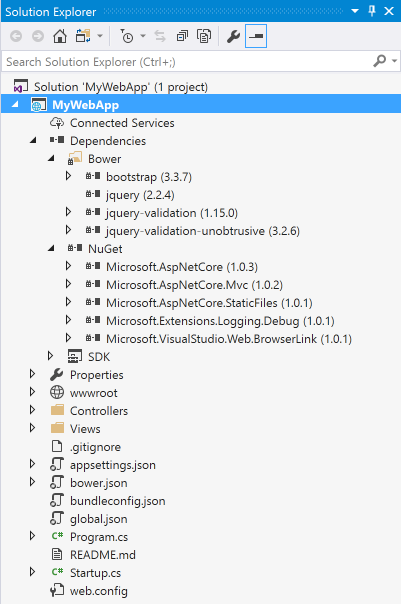 Solution Explorer
Search Solution Explorer (Ctrl+;)
Solution 'MyWebApp' (1 project)
MyWebApp
Connected Services
Dependencies
Bower
bootstrap (3.3.7)
jquery (2.2.4)
jquery-validation (1.15.0)
jquery-validation-unobtrusive (3.2.6)
NuGet
Microsoft.AspNetCore (1.0.3)
Microsoft.AspNetCore.Mvc (1.0.2)
Microsoft.AspNetCore.StaticFiles (1.0.1)
Microsoft.Extensions.Logging.Debug (1.0.1)
Microsoft.VisualStudio.Web.BrowserLink (1.0.1)
SDK
Properties
wwwroot
Controllers
Views
.gitignore
appsettings.json
bower.json
bundleconfig.json
global.json
C# Program.cs
README.md
C# Startup.cs
web.config